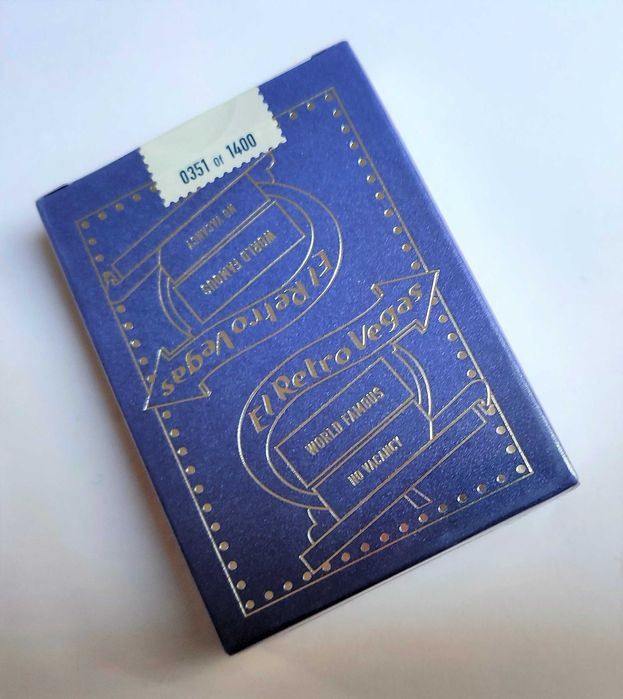 0351 of 1400
NO VACANCY
WORLD FAMOUS
El Retro Vegas
El Retro Vegas
WORLD FAMOUS
NO VACANCY